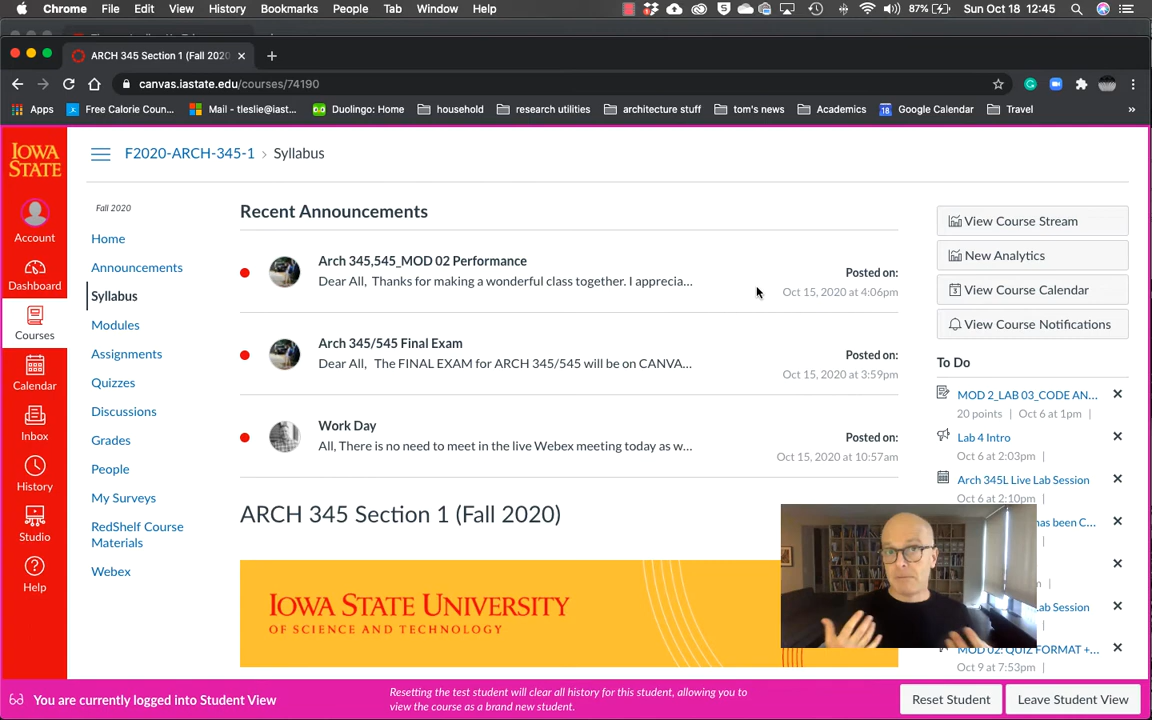 Chrome File Edit View History Bookmarks People Tab Window Help 87% Sun Oct 18 12:45
ARCH 345 Section 1 (Fall 2020
canvas.iastate.edu/courses/74190
Apps Free Calorie Coun... Mail - tleslie@iast... Duolingo: Home household research utilities architecture stuff tom's news Academics 18 Google Calendar Travel »
IOWA STATE
Account
Dashboard
Courses
Calendar
Inbox
History
Studio
Help
F2020-ARCH-345-1 › Syllabus
Fall 2020
Home
Announcements
Syllabus
Modules
Assignments
Quizzes
Discussions
Grades
People
My Surveys
RedShelf Course
Materials
Webex
Recent Announcements
Arch 345,545_MOD 02 Performance
Dear All, Thanks for making a wonderful class together. I apprecia...
Posted on:
Oct 15, 2020 at 4:06pm
Arch 345/545 Final Exam
Dear All, The FINAL EXAM for ARCH 345/545 will be on CANVA...
Posted on:
Oct 15, 2020 at 3:59pm
Work Day
All, There is no need to meet in the live Webex meeting today as w...
Posted on:
Oct 15, 2020 at 10:57am
ARCH 345 Section 1 (Fall 2020)
IOWA STATE UNIVERSITY
OF SCIENCE AND TECHNOLOGY
View Course Stream
New Analytics
View Course Calendar
View Course Notifications
To Do
MOD 2_LAB 03_CODE AN...
20 points | Oct 6 at 1pm |
Lab 4 Intro
Oct 6 at 2:03pm |
Arch 345L Live Lab Session
Oct 6 at 2:10pm |
has been C...
Lab Session
MOD 02: QUIZ FORMAT +...
Oct 9 at 7:53pm |
You are currently logged into Student View
Resetting the test student will clear all history for this student, allowing you to
view the course as a brand new student.
Reset Student
Leave Student View